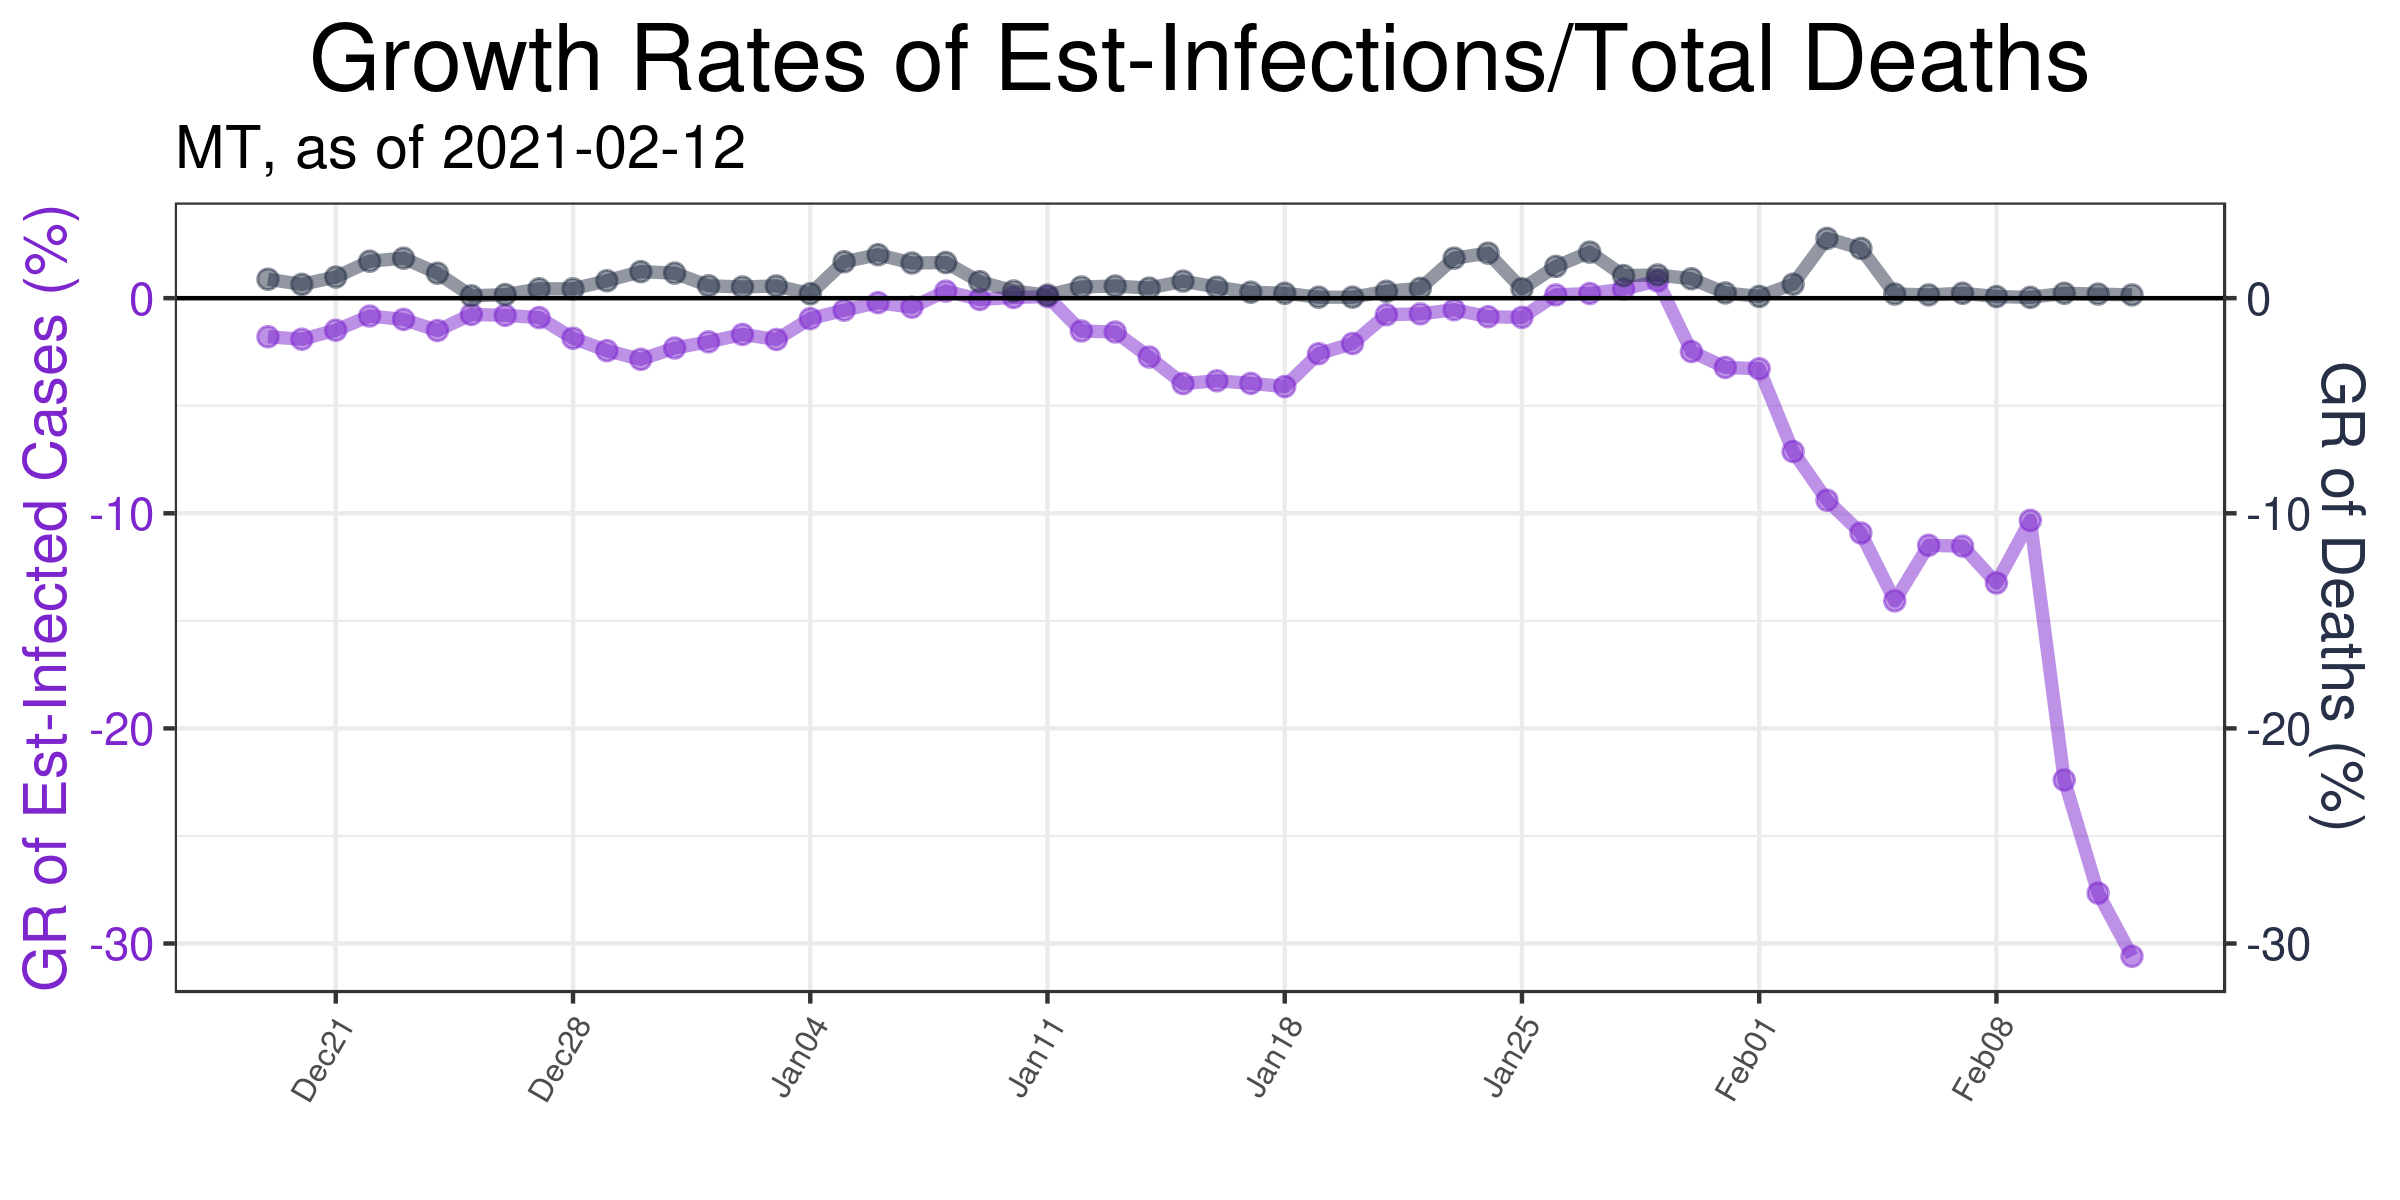 Growth Rates of Est-Infections/Total Deaths
MT, as of 2021-02-12
GR of Est-Infected Cases (%)
0
-10
-20
-30
0
-10
-20
-30
GR of Deaths (%)
Dec21
Dec28
Jan04
Jan11
Jan18
Jan25
Feb01
Feb08